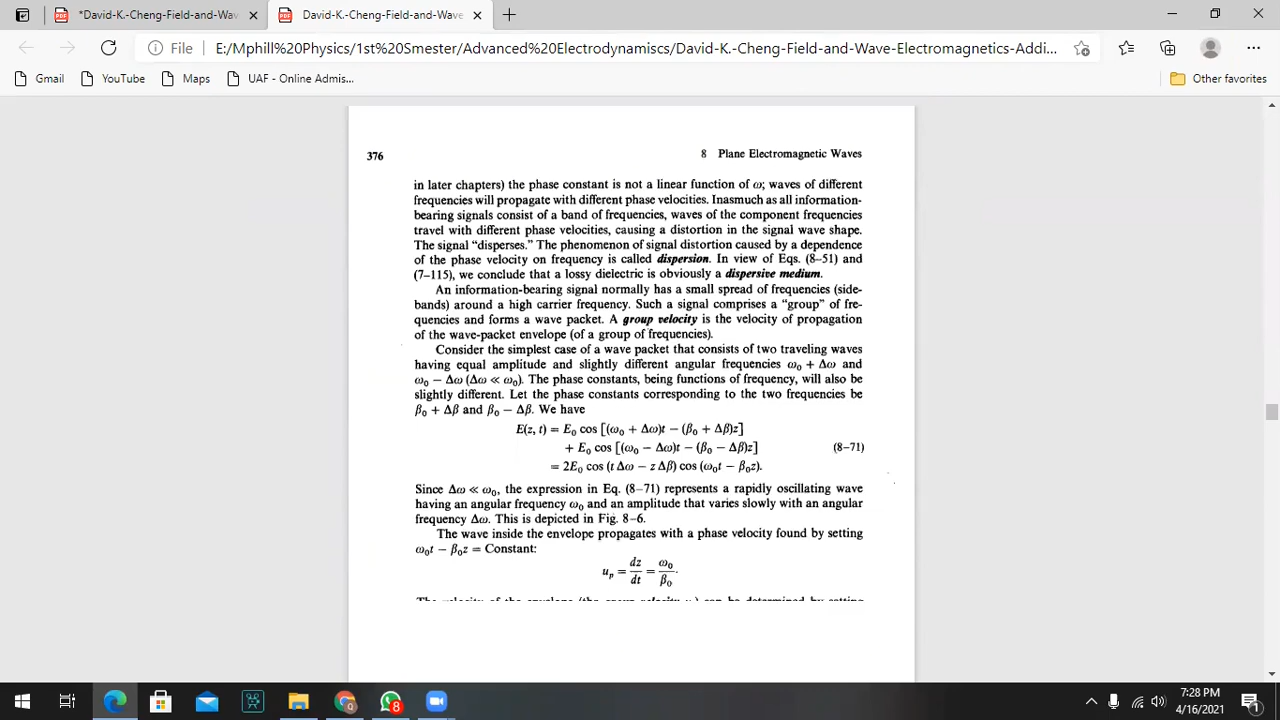 *David-K.-Cheng-Field-and-Wav
David-K.-Cheng-Field-and-Wave
File
E:/Mphill%20Physics/1st%20Smester/Advanced%20Electrodynamiscs/David-K.-Cheng-Field-and-Wave-Electromagnetics-Addi...
Gmail
YouTube
Maps
UAF - Online Admis...
Other favorites
376
8 Plane Electromagnetic Waves
in later chapters) the phase constant is not a linear function of ω; waves of different
frequencies will propagate with different phase velocities. Inasmuch as all information-
bearing signals consist of a band of frequencies, waves of the component frequencies
travel with different phase velocities, causing a distortion in the signal wave shape.
The signal “disperses.” The phenomenon of signal distortion caused by a dependence
of the phase velocity on frequency is called dispersion. In view of Eqs. (8–51) and
(7–115), we conclude that a lossy dielectric is obviously a dispersive medium.
An information-bearing signal normally has a small spread of frequencies (side-
bands) around a high carrier frequency. Such a signal comprises a “group” of fre-
quencies and forms a wave packet. A group velocity is the velocity of propagation
of the wave-packet envelope (of a group of frequencies).
Consider the simplest case of a wave packet that consists of two traveling waves
having equal amplitude and slightly different angular frequencies ω₀ + Δω and
ω₀ − Δω (Δω ≪ ω₀). The phase constants, being functions of frequency, will also be
slightly different. Let the phase constants corresponding to the two frequencies be
β₀ + Δβ and β₀ − Δβ. We have
E(z, t) = E₀ cos [(ω₀ + Δω)t − (β₀ + Δβ)z]
+ E₀ cos [(ω₀ − Δω)t − (β₀ − Δβ)z] (8–71)
= 2E₀ cos (t Δω − z Δβ) cos (ω₀t − β₀z).
Since Δω ≪ ω₀, the expression in Eq. (8–71) represents a rapidly oscillating wave
having an angular frequency ω₀ and an amplitude that varies slowly with an angular
frequency Δω. This is depicted in Fig. 8–6.
The wave inside the envelope propagates with a phase velocity found by setting
ω₀t − β₀z = Constant:
uₚ = dz/dt = ω₀/β₀.
8
7:28 PM
4/16/2021
1